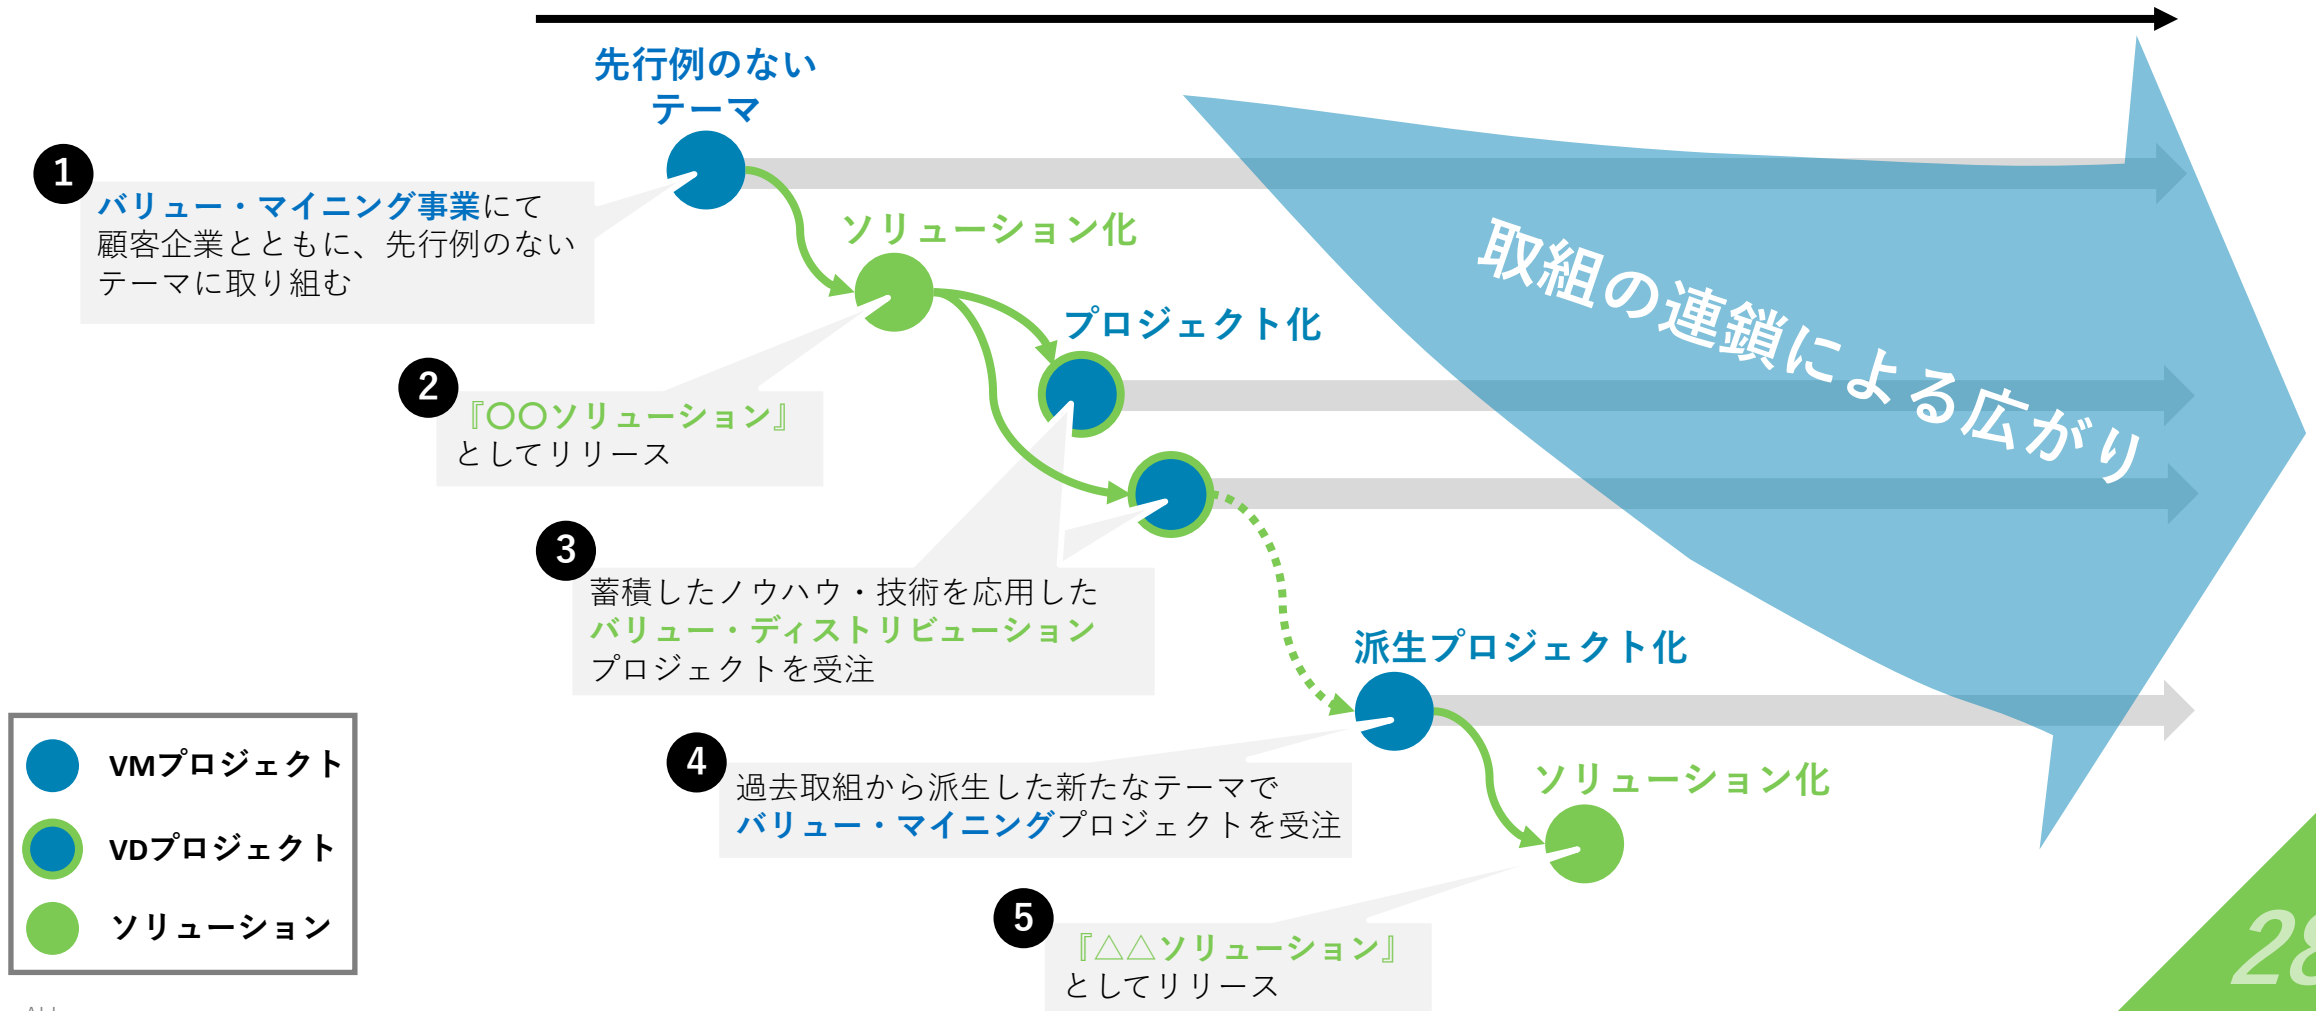 先行例のない
テーマ
1
バリュー・マイニング事業にて
顧客企業とともに、先行例のない
テーマに取り組む
ソリューション化
取組の連鎖による広がり
プロジェクト化
2
『〇〇ソリューション』
としてリリース
3
蓄積したノウハウ・技術を応用した
バリュー・ディストリビューション
プロジェクトを受注
派生プロジェクト化
4
過去取組から派生した新たなテーマで
バリュー・マイニングプロジェクトを受注
ソリューション化
5
『△△ソリューション』
としてリリース
VMプロジェクト
VDプロジェクト
ソリューション
28